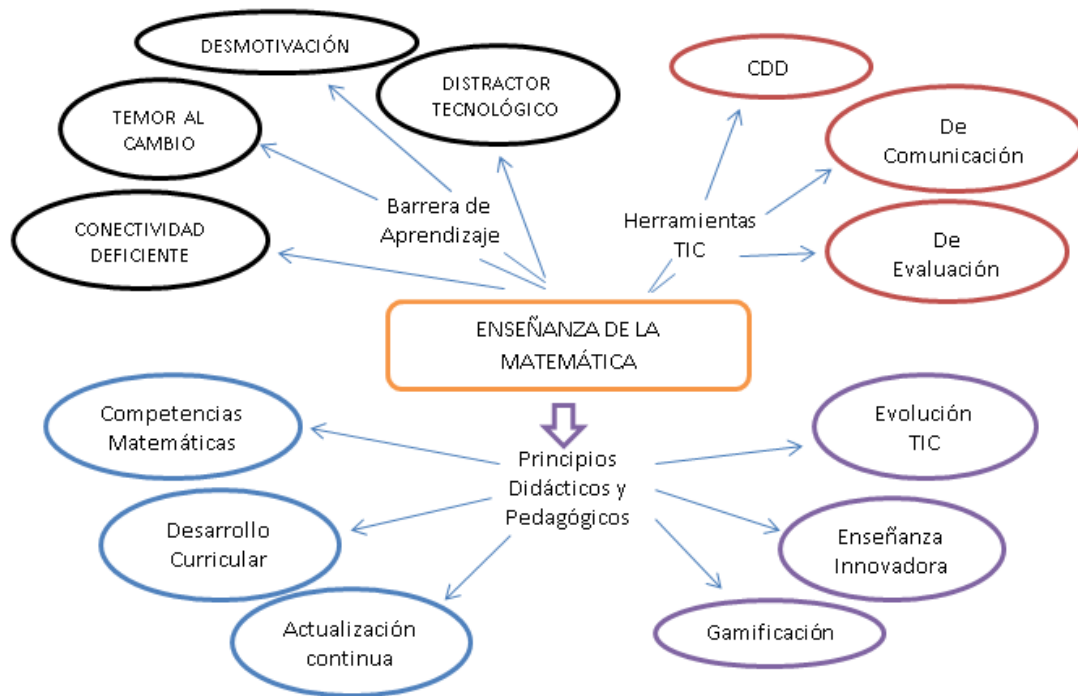 DESMOTIVACIÓN
DISTRACTOR
TECNOLÓGICO
TEMOR AL
CAMBIO
CONECTIVIDAD
DEFICIENTE
Barrera de
Aprendizaje
CDD
De
Comunicación
Herramientas
TIC
De
Evaluación
ENSEÑANZA DE LA
MATEMÁTICA
Competencias
Matemáticas
Desarrollo
Curricular
Actualización
continua
Principios
Didácticos y
Pedagógicos
Evolución
TIC
Enseñanza
Innovadora
Gamificación